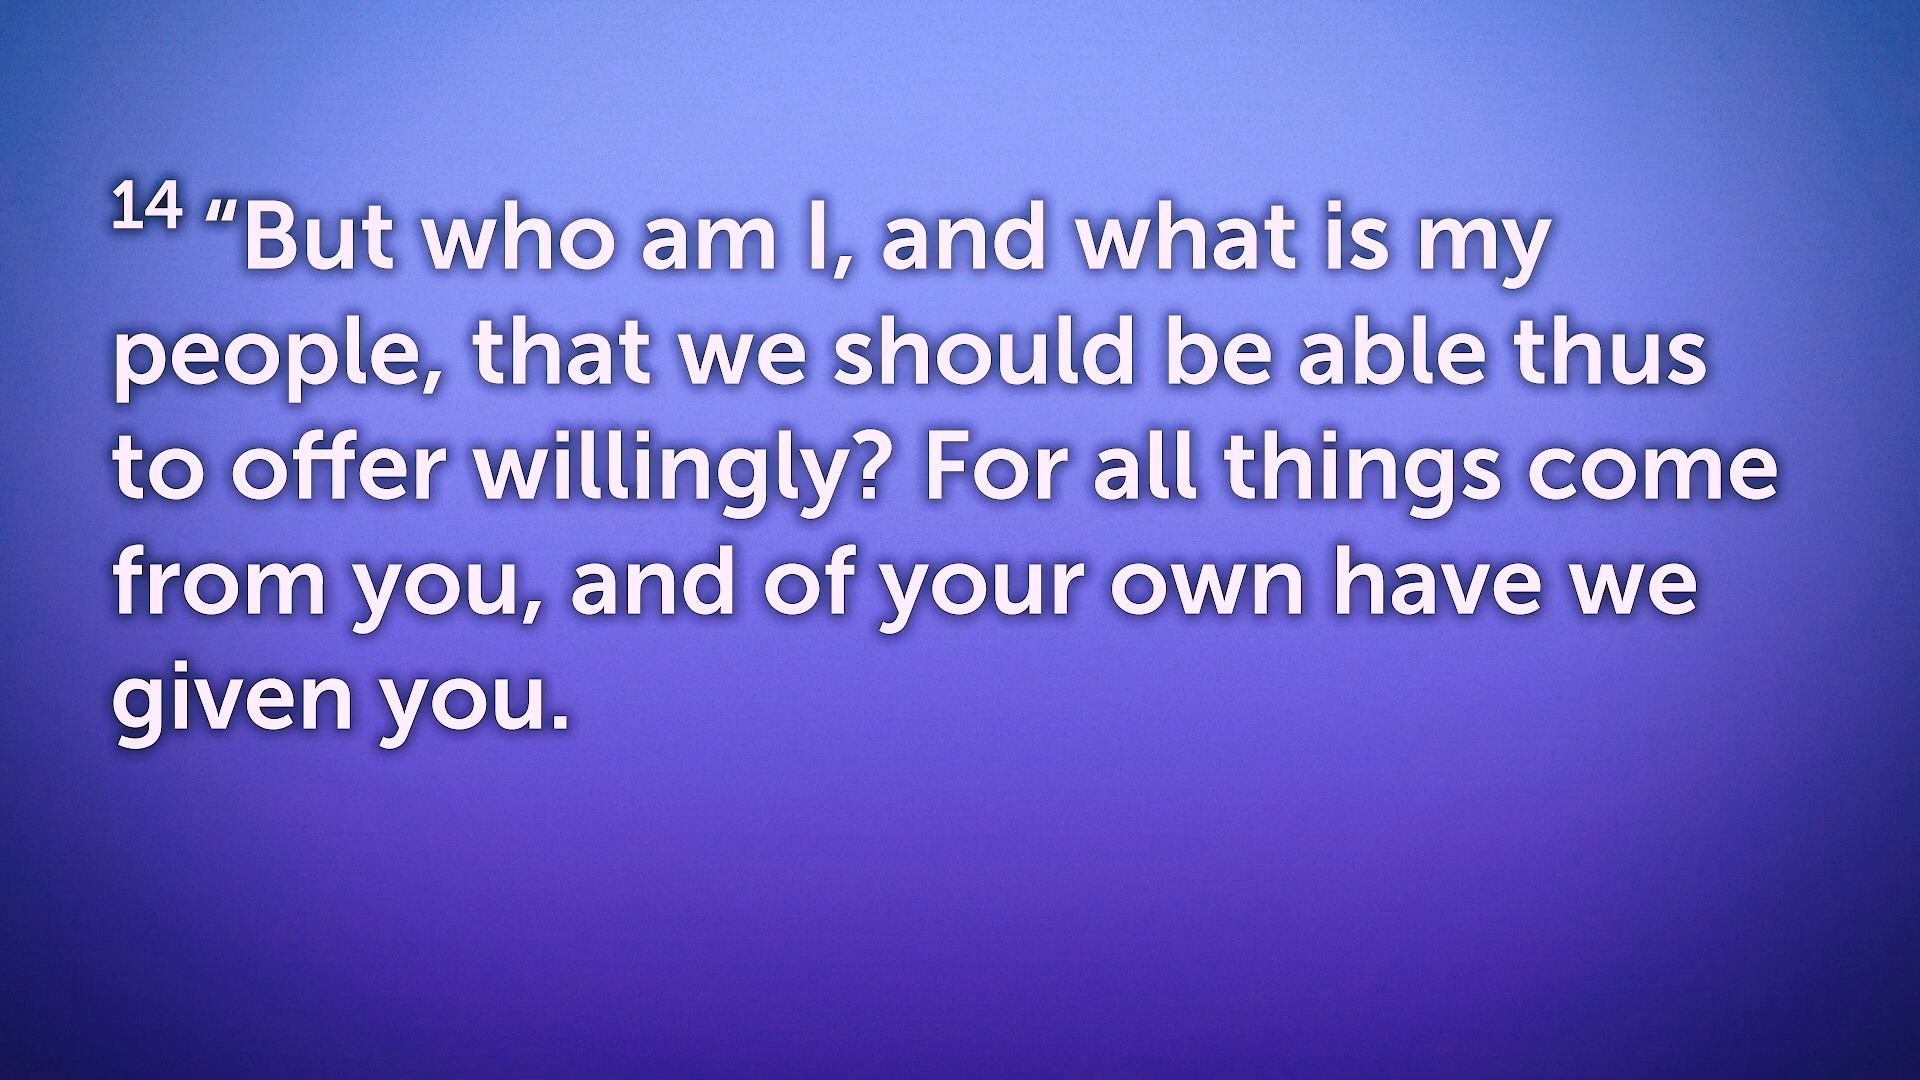 14 “But who am I, and what is my
people, that we should be able thus
to offer willingly? For all things come
from you, and of your own have we
given you.